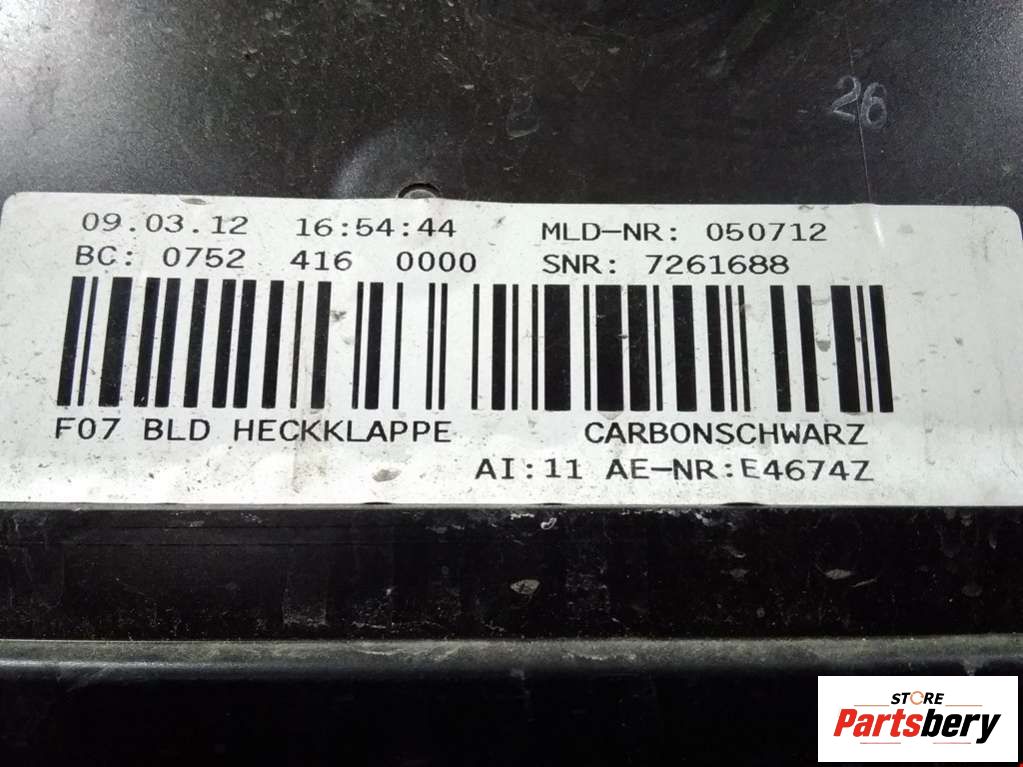 26
09.03.12 16:54:44 MLD-NR: 050712
BC: 0752 416 0000 SNR: 7261688
F07 BLD HECKKLAPPE CARBONSCHWARZ
AI:11 AE-NR:E4674Z
STORE
Partsbery